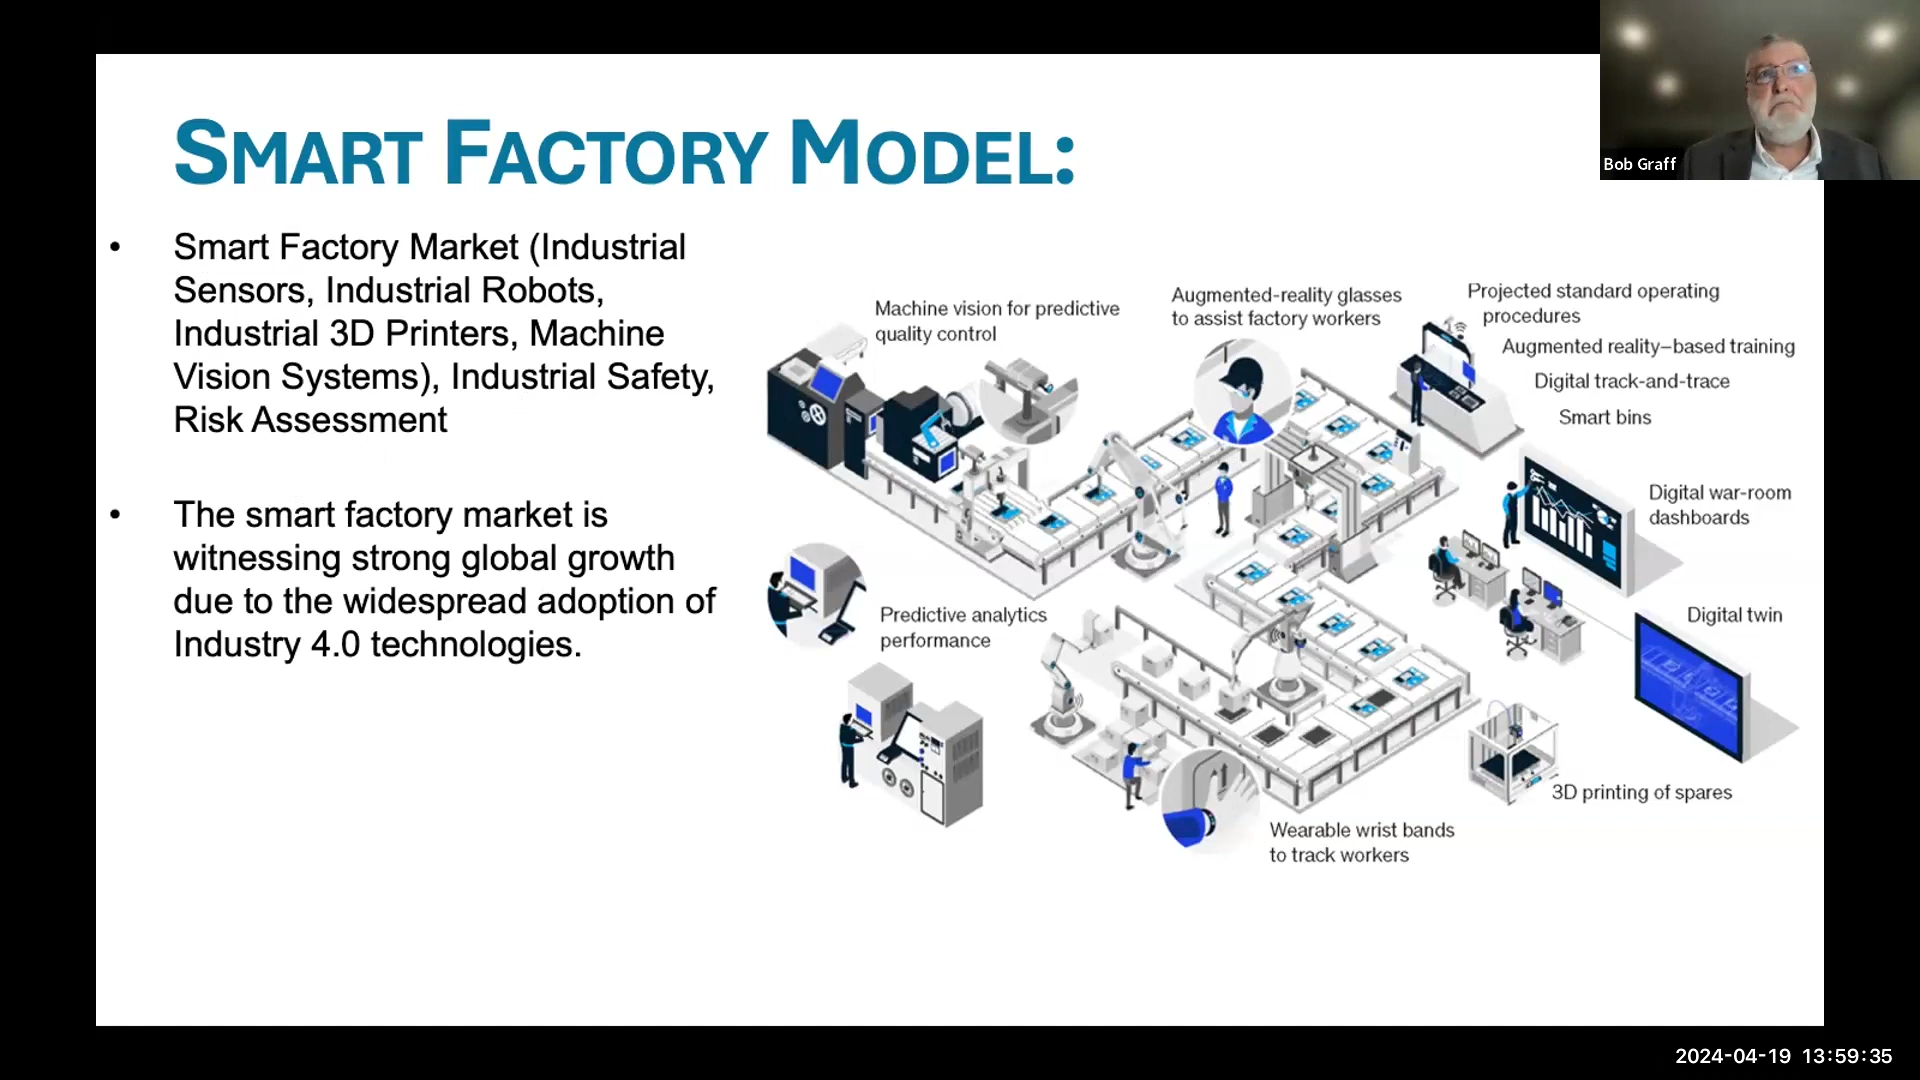 SMART FACTORY MODEL:
• Smart Factory Market (Industrial
Sensors, Industrial Robots,
Industrial 3D Printers, Machine
Vision Systems), Industrial Safety,
Risk Assessment
• The smart factory market is
witnessing strong global growth
due to the widespread adoption of
Industry 4.0 technologies.
Machine vision for predictive
quality control
Augmented-reality glasses
to assist factory workers
Projected standard operating
procedures
Augmented reality–based training
Digital track-and-trace
Smart bins
Digital war-room
dashboards
Predictive analytics
performance
Digital twin
3D printing of spares
Wearable wrist bands
to track workers
Bob Graff
2024-04-19 13:59:35